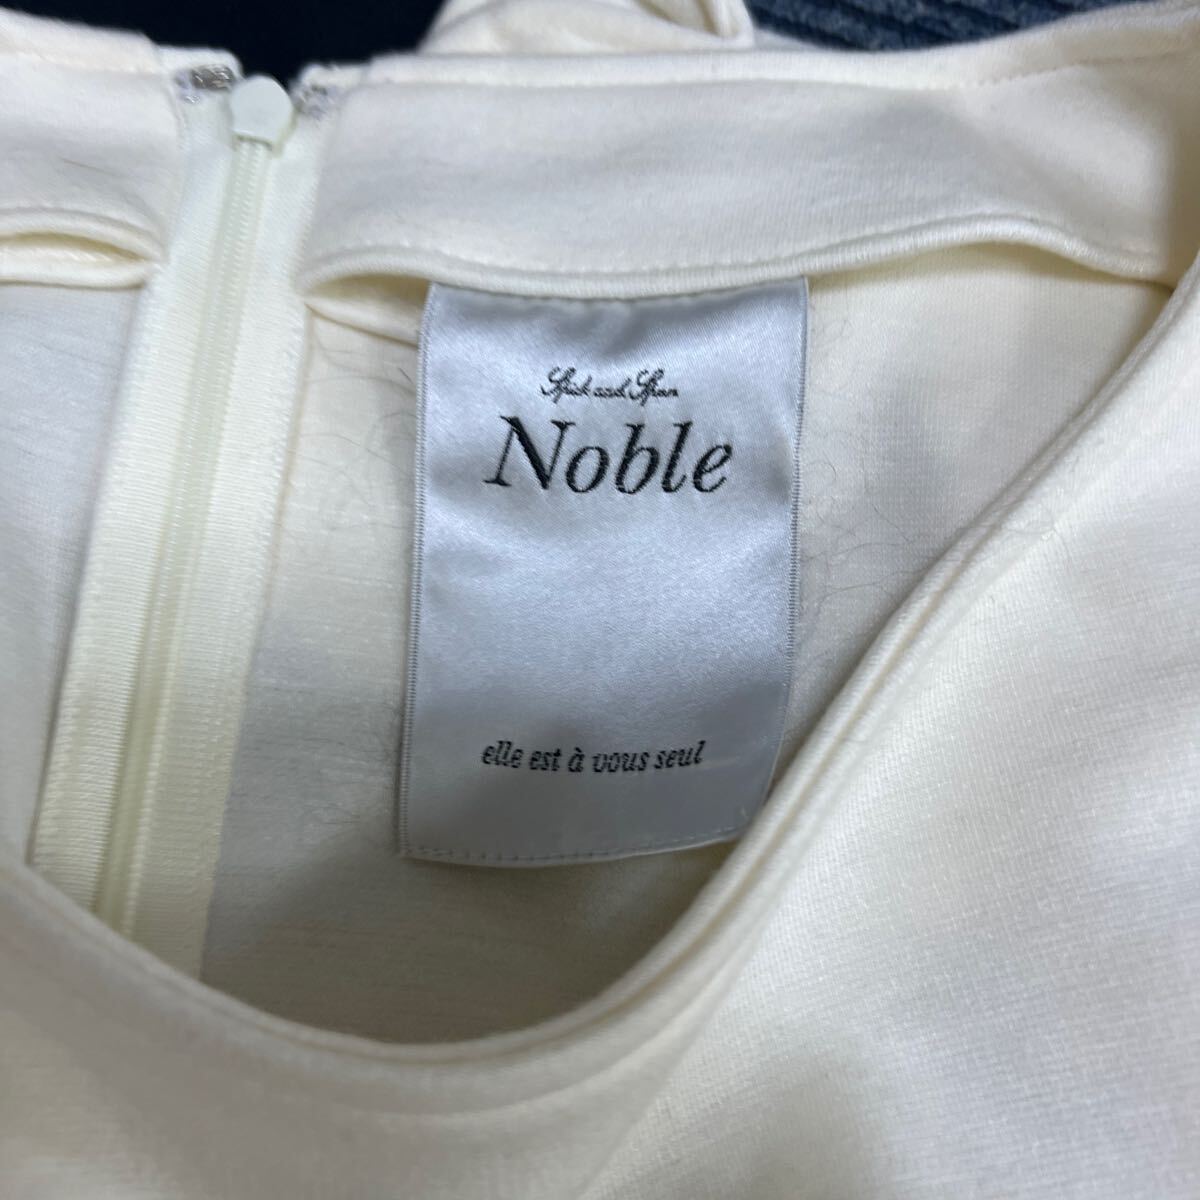 Spick and Span
Noble
elle est à vous seul